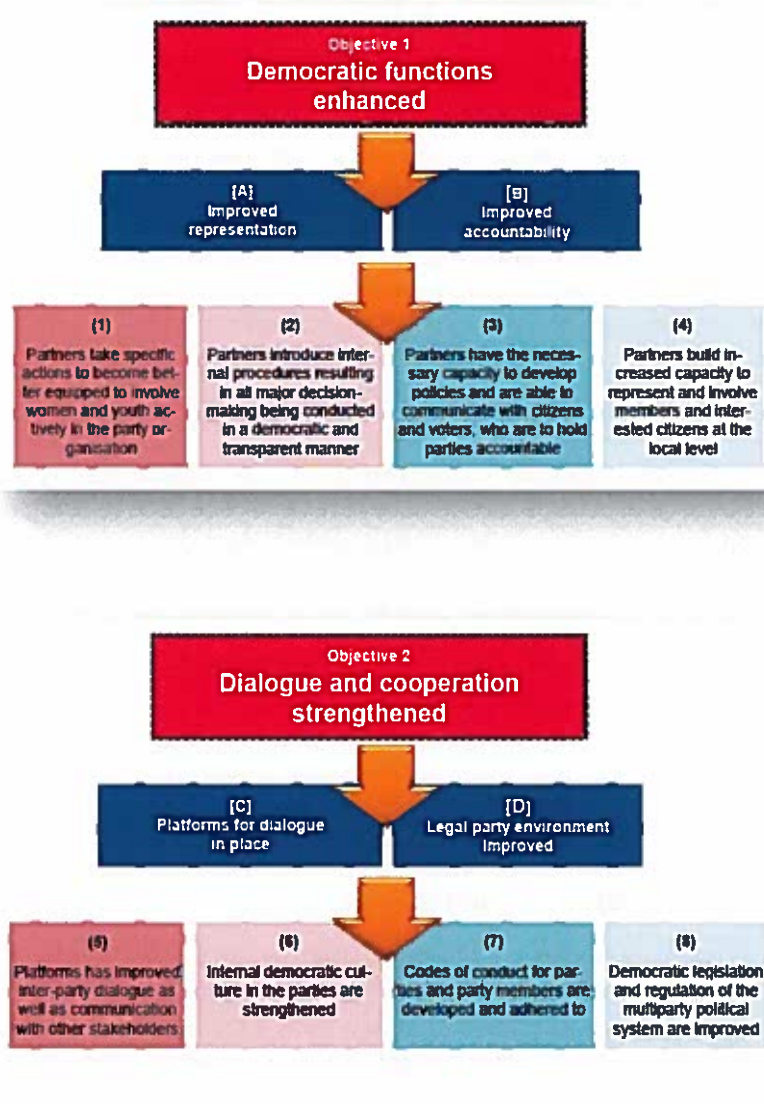 Objective 1
Democratic functions
enhanced
[A]
Improved
representation
[B]
Improved
accountability
(1)
Partners take specific
actions to become bet-
ter equipped to involve
women and youth ac-
tively in the party or-
ganisation
(2)
Partners introduce inter-
nal procedures resulting
in all major decision-
making being conducted
in a democratic and
transparent manner
(3)
Partners have the neces-
sary capacity to develop
policies and are able to
communicate with citizens
and voters, who are to hold
parties accountable
(4)
Partners build in-
creased capacity to
represent and involve
members and inter-
ested citizens at the
local level
Objective 2
Dialogue and cooperation
strengthened
[C]
Platforms for dialogue
in place
[D]
Legal party environment
Improved
(5)
Platforms has improved
inter-party dialogue as
well as communication
with other stakeholders
(6)
Internal democratic cul-
ture in the parties are
strengthened
(7)
Codes of conduct for par-
ties and party members are
developed and adhered to
(8)
Democratic legislation
and regulation of the
multiparty political
system are improved